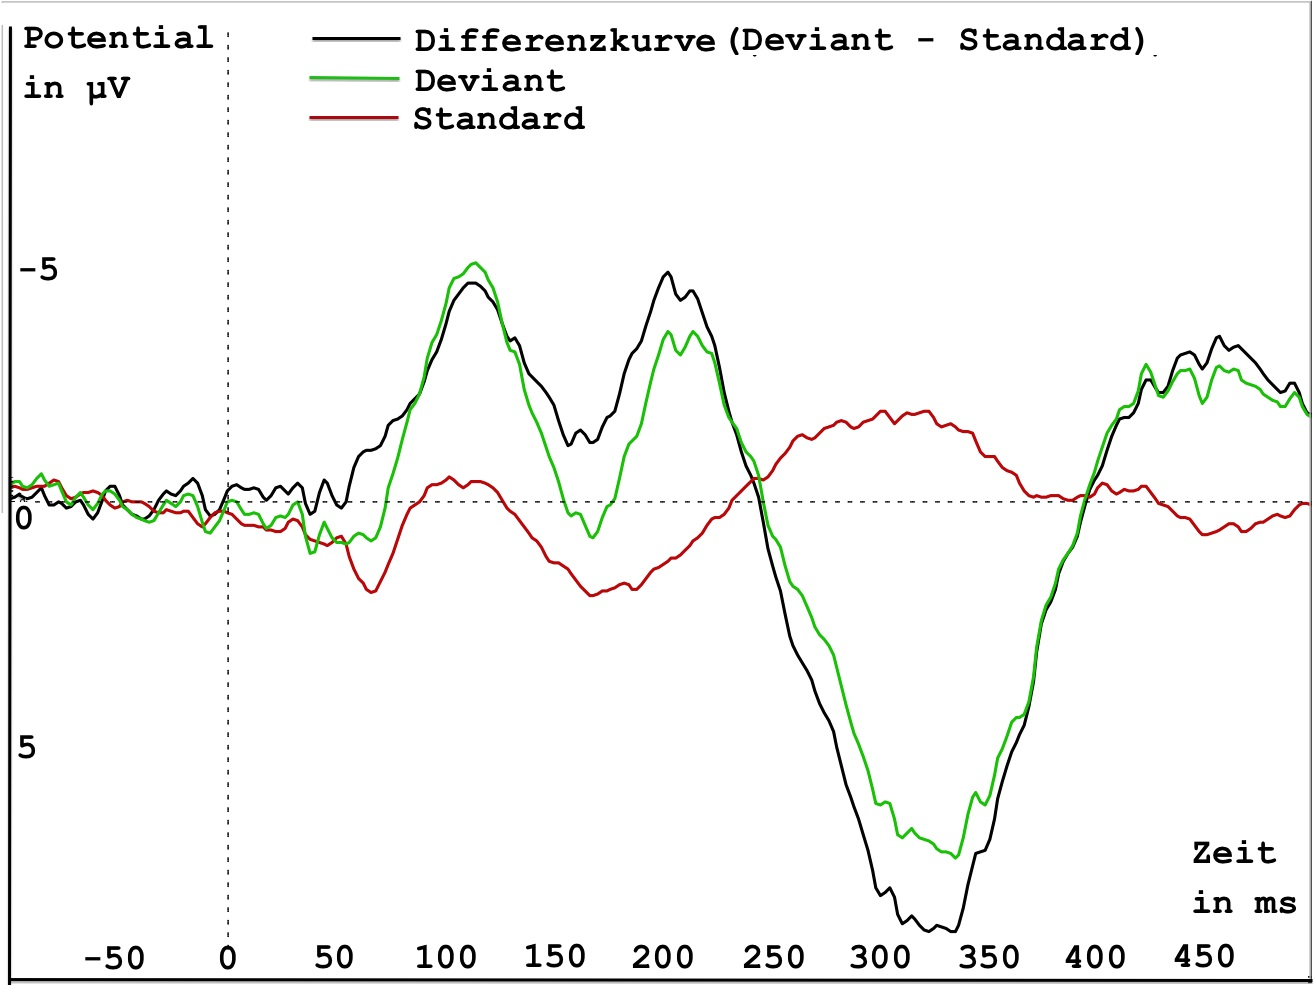 Potential
in µV
Differenzkurve (Deviant - Standard)
Deviant
Standard
-5
0
5
Zeit
in ms
-50 0 50 100 150 200 250 300 350 400 450